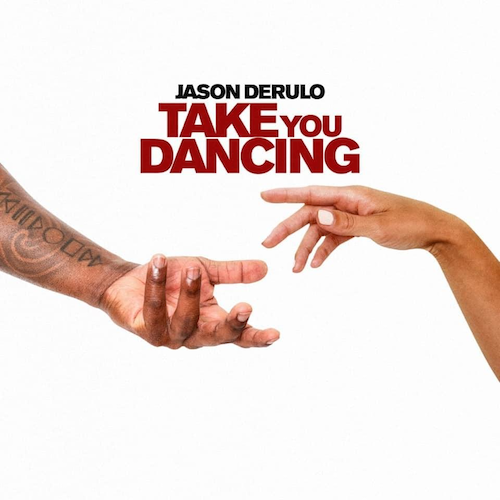 JASON DERULO
TAKE YOU
DANCING